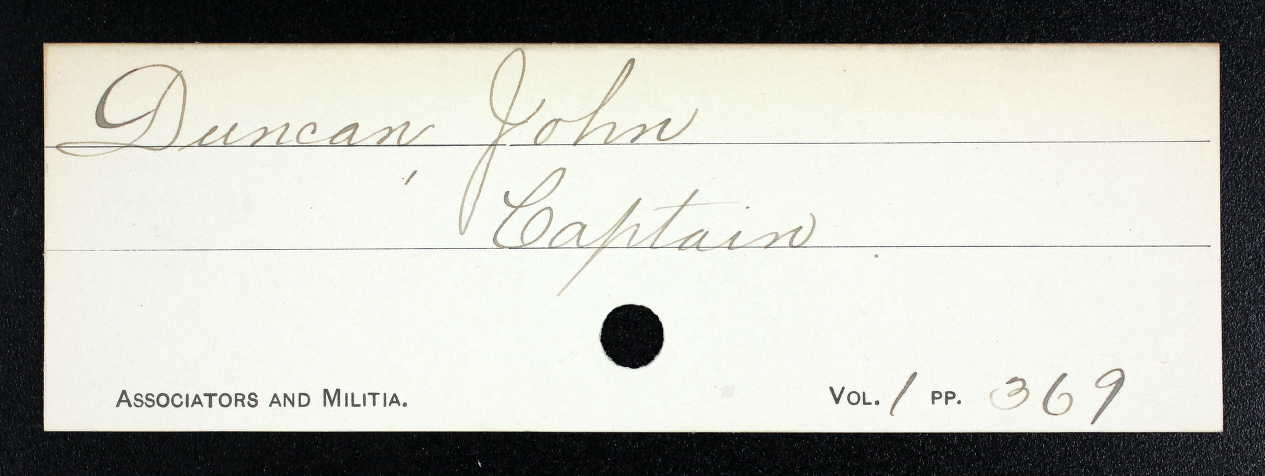 Duncan, John
Captain
Associators and Militia. Vol. 1 pp. 369